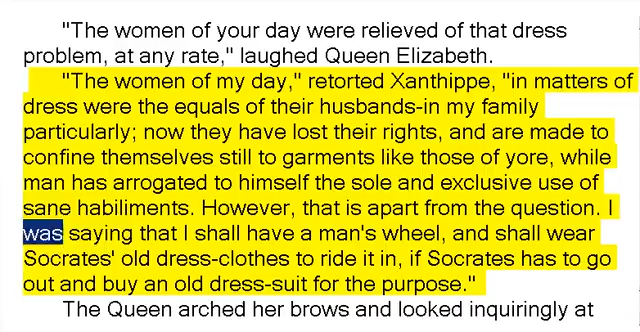 "The women of your day were relieved of that dress
problem, at any rate," laughed Queen Elizabeth.
"The women of my day," retorted Xanthippe, "in matters of
dress were the equals of their husbands-in my family
particularly; now they have lost their rights, and are made to
confine themselves still to garments like those of yore, while
man has arrogated to himself the sole and exclusive use of
sane habiliments. However, that is apart from the question. I
was saying that I shall have a man's wheel, and shall wear
Socrates' old dress-clothes to ride it in, if Socrates has to go
out and buy an old dress-suit for the purpose."
The Queen arched her brows and looked inquiringly at